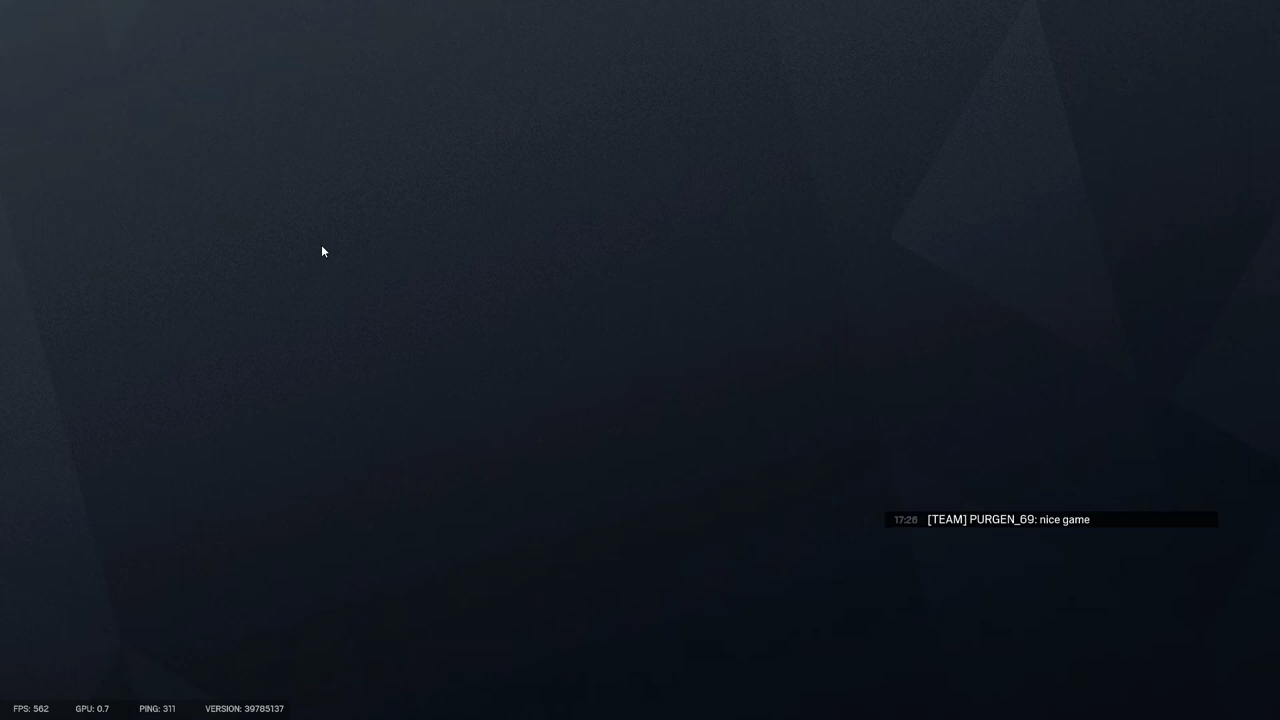 17:26 [TEAM] PURGEN_69: nice game
FPS: 562 GPU: 0.7 PING: 311 VERSION: 39785137